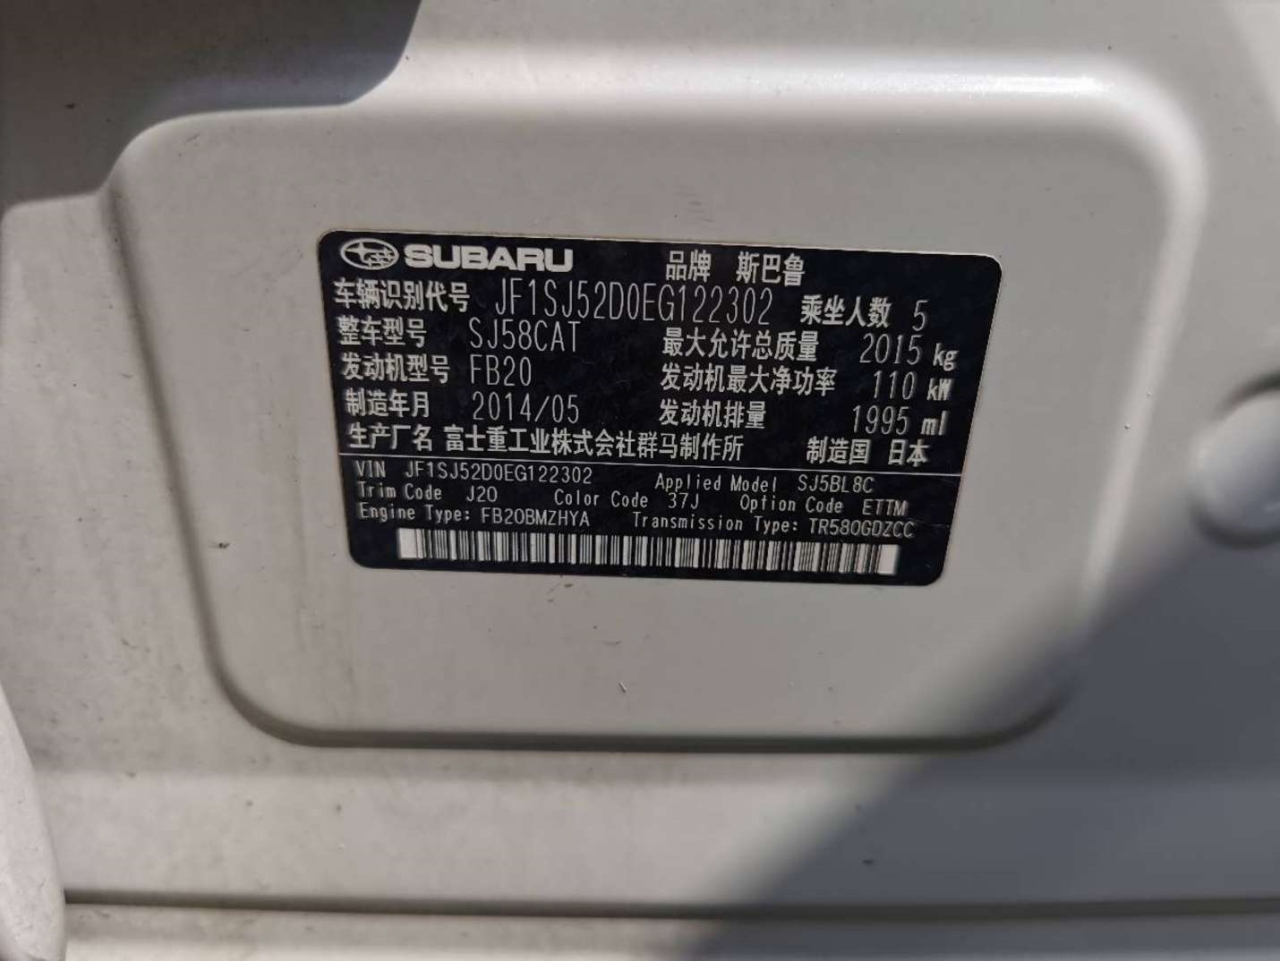 SUBARU 品牌 斯巴鲁
车辆识别代号 JF1SJ52D0EG122302 乘坐人数 5
整车型号 SJ58CAT 最大允许总质量 2015 kg
发动机型号 FB20 发动机最大净功率 110 kW
制造年月 2014/05 发动机排量 1995 ml
生产厂名 富士重工业株式会社群马制作所 制造国 日本
VIN JF1SJ52D0EG122302 Applied Model SJ5BL8C
Trim Code J20 Color Code 37J Option Code ETTM
Engine Type: FB20BMZHYA Transmission Type: TR580GDZCC